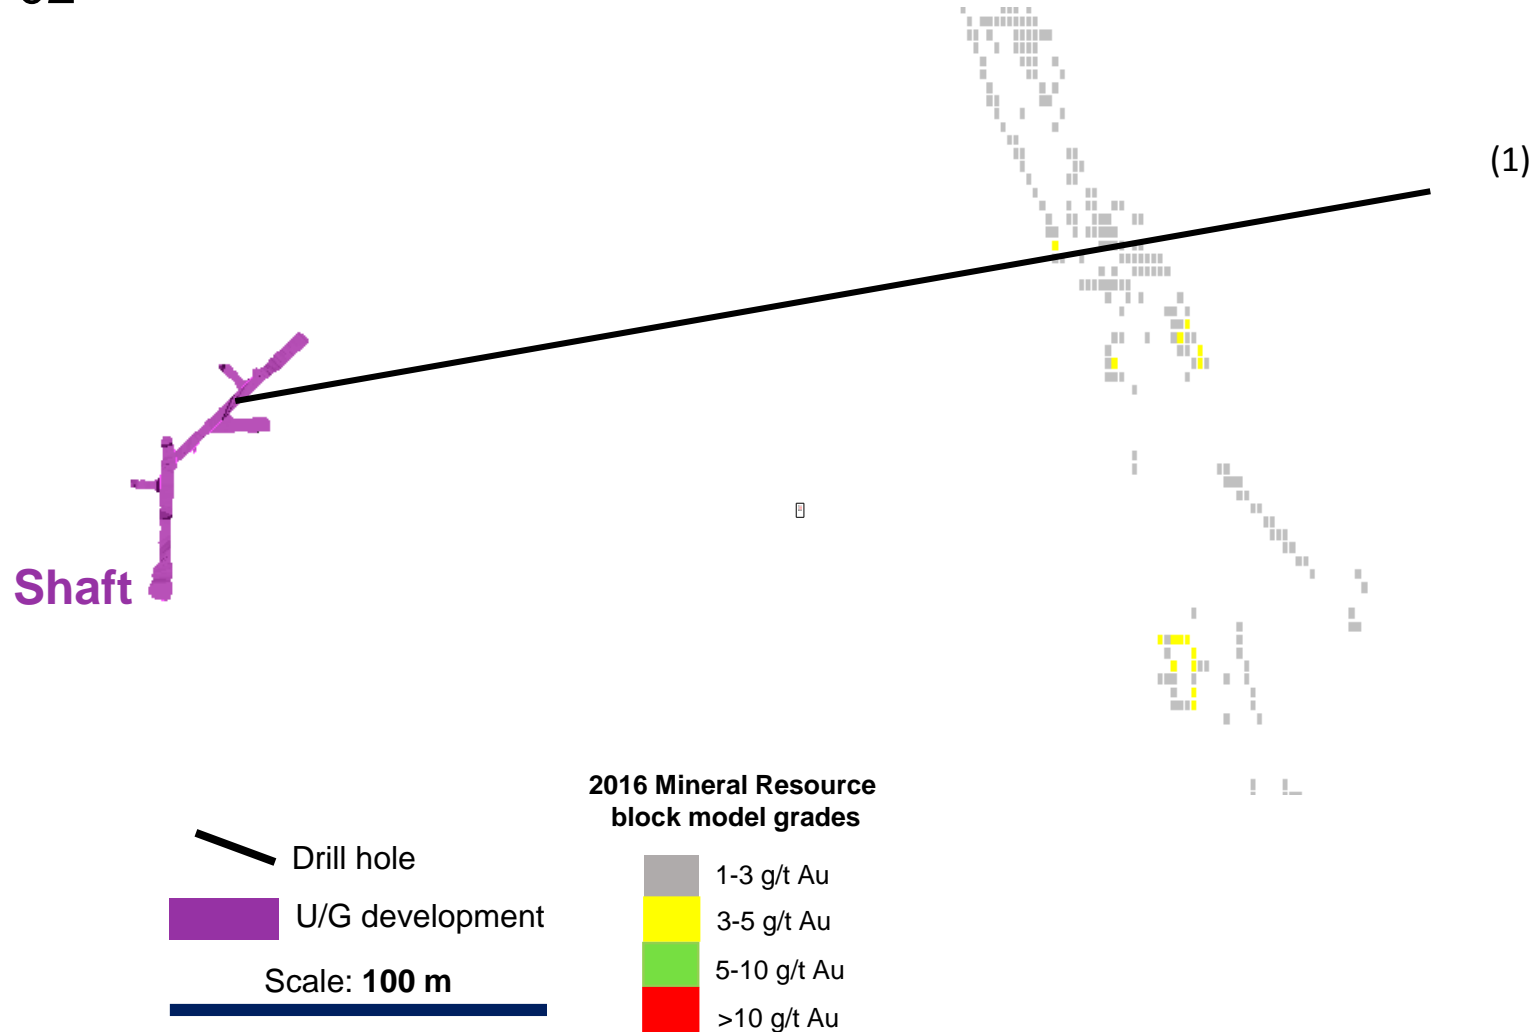 (1)
Shaft
2016 Mineral Resource
block model grades
Drill hole
1-3 g/t Au
U/G development
3-5 g/t Au
5-10 g/t Au
Scale: 100 m
>10 g/t Au